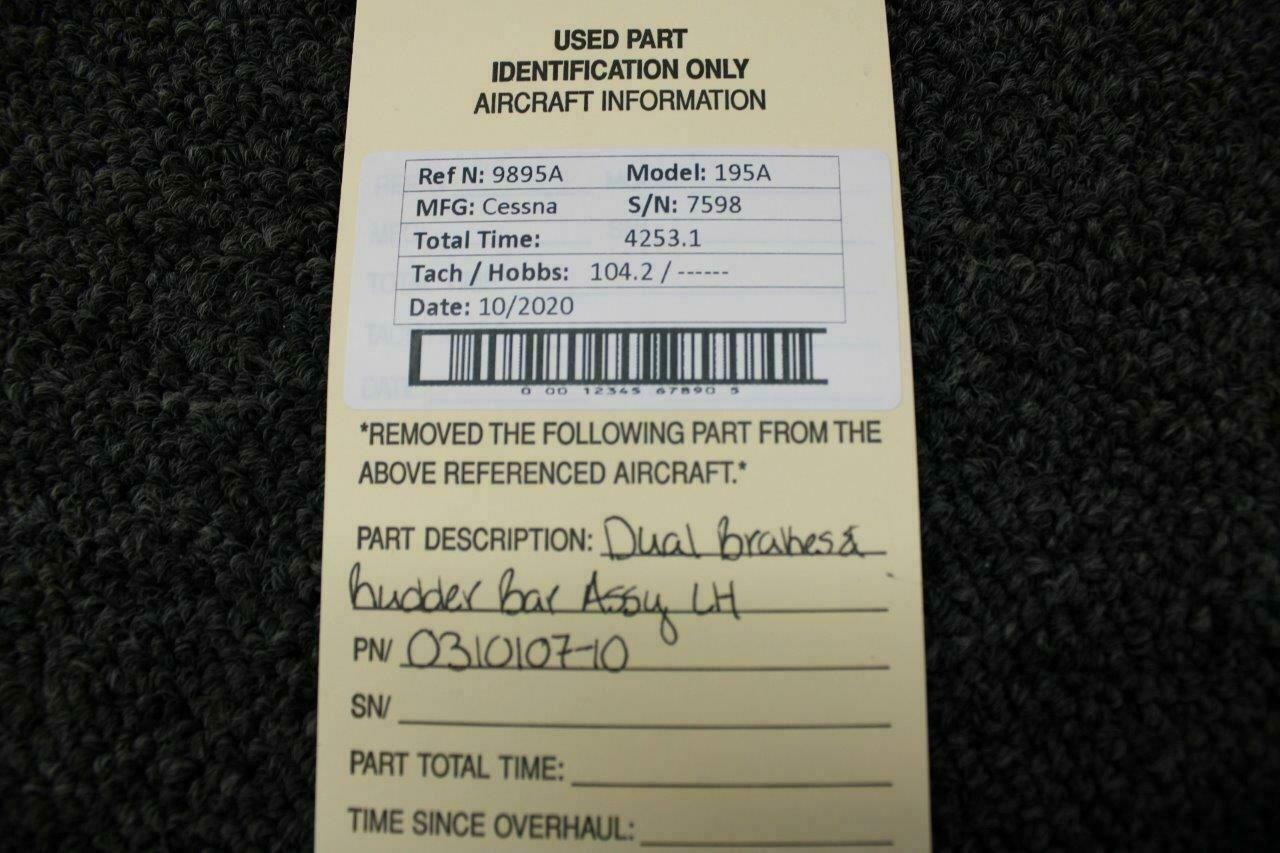 USED PART
IDENTIFICATION ONLY
AIRCRAFT INFORMATION
Ref N: 9895A Model: 195A
MFG: Cessna S/N: 7598
Total Time: 4253.1
Tach / Hobbs: 104.2 / ------
Date: 10/2020
0 00 12345 67890 5
*REMOVED THE FOLLOWING PART FROM THE
ABOVE REFERENCED AIRCRAFT.*
PART DESCRIPTION: Dual Brakes &
Rudder Bar Assy LH
PN/ 0310107-10
SN/
PART TOTAL TIME:
TIME SINCE OVERHAUL: